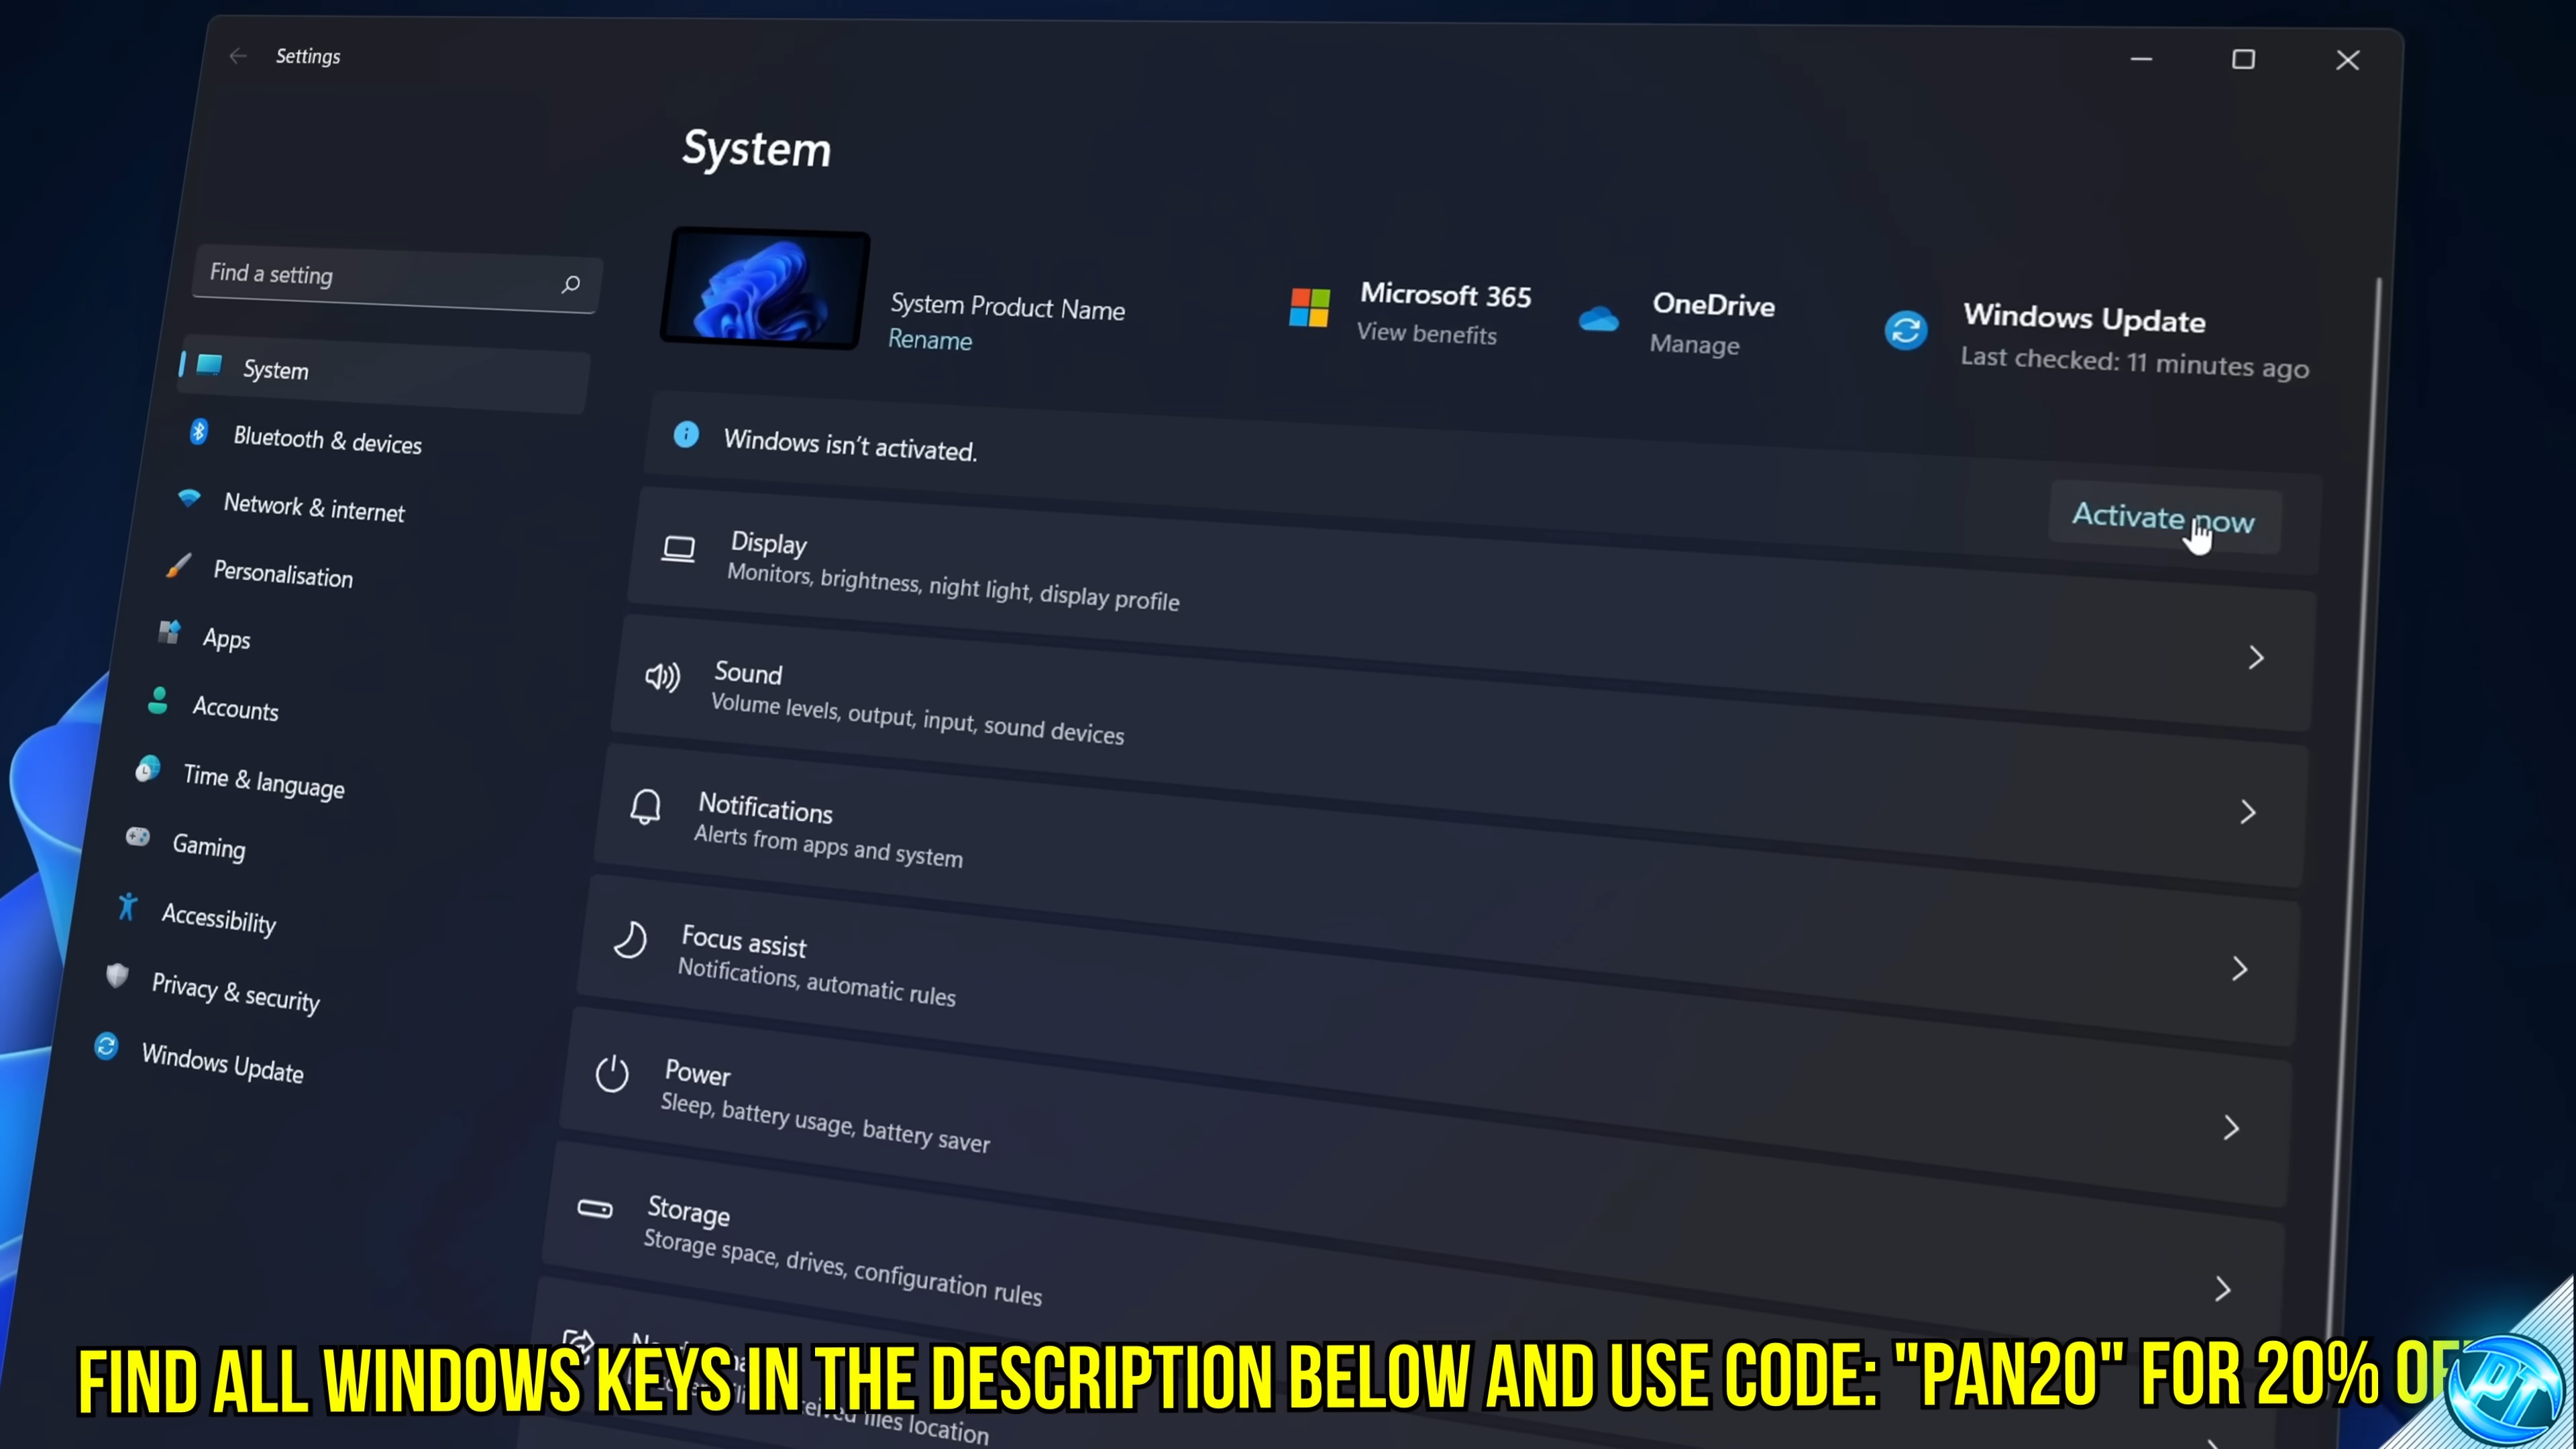 Settings
System
Find a setting
System Product Name
Rename
Microsoft 365
View benefits
OneDrive
Manage
Windows Update
Last checked: 11 minutes ago
System
Bluetooth & devices
Network & internet
Personalisation
Apps
Accounts
Time & language
Gaming
Accessibility
Privacy & security
Windows Update
Windows isn't activated.
Activate now
Display
Monitors, brightness, night light, display profile
Sound
Volume levels, output, input, sound devices
Notifications
Alerts from apps and system
Focus assist
Notifications, automatic rules
Power
Sleep, battery usage, battery saver
Storage
Storage space, drives, configuration rules
files location
FIND ALL WINDOWS KEYS IN THE DESCRIPTION BELOW AND USE CODE: "PAN20" FOR 20%
PT